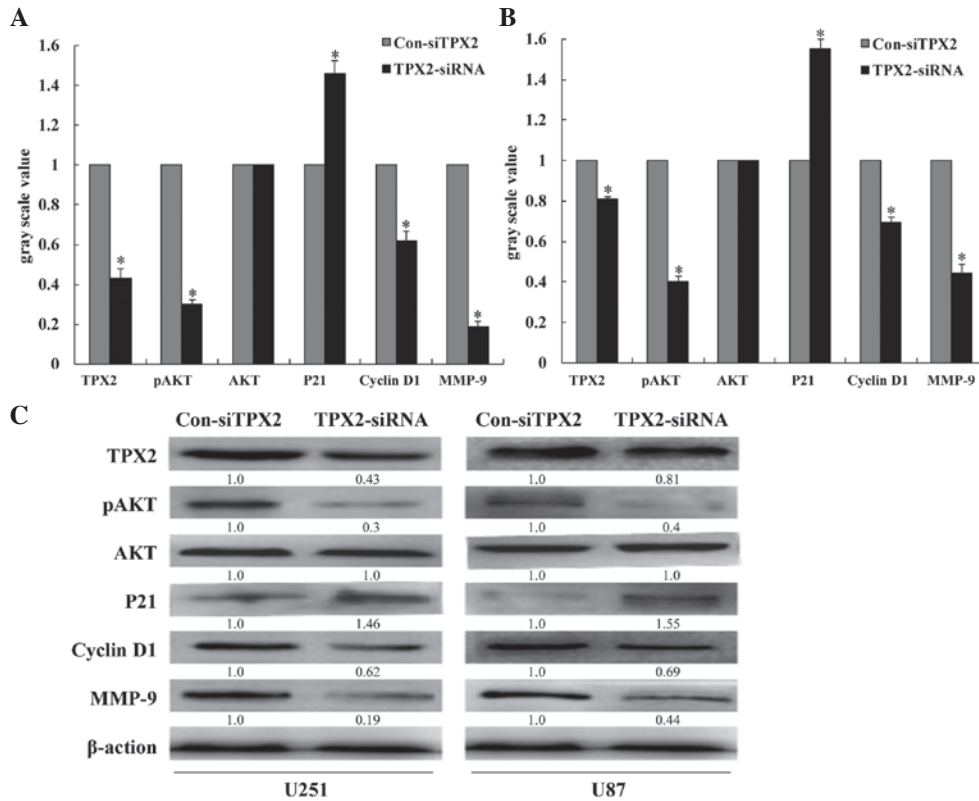 A
1.6
1.4
1.2
1
0.8
0.6
0.4
0.2
0
gray scale value
Con-siTPX2
TPX2-siRNA
* * * * *
TPX2 pAKT AKT P21 Cyclin D1 MMP-9
B
1.6
1.4
1.2
1
0.8
0.6
0.4
0.2
0
gray scale value
Con-siTPX2
TPX2-siRNA
* * * * *
TPX2 pAKT AKT P21 Cyclin D1 MMP-9
C
Con-siTPX2 TPX2-siRNA Con-siTPX2 TPX2-siRNA
TPX2
1.0 0.43 1.0 0.81
pAKT
1.0 0.3 1.0 0.4
AKT
1.0 1.0 1.0 1.0
P21
1.0 1.46 1.0 1.55
Cyclin D1
1.0 0.62 1.0 0.69
MMP-9
1.0 0.19 1.0 0.44
β-action
U251 U87